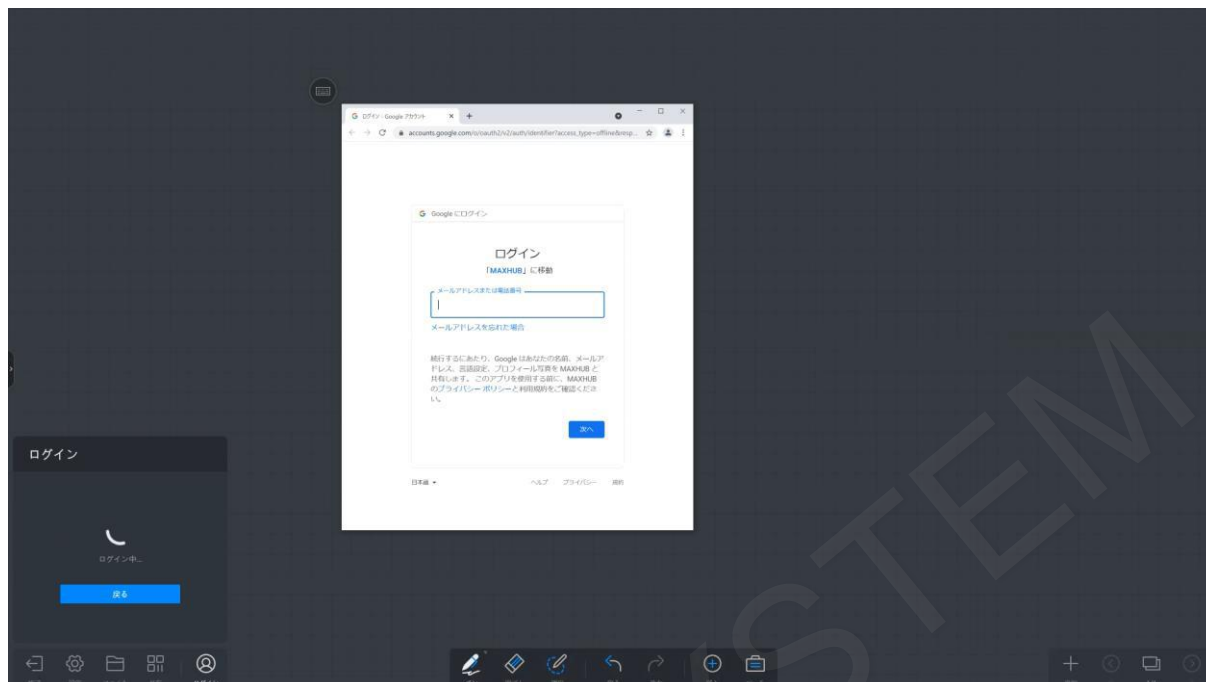 ログイン - Google アカウント
accounts.google.com/o/oauth2/v2/auth/identifier?access_type=offline&resp...
Google にログイン
ログイン
「MAXHUB」に移動
メールアドレスまたは電話番号
メールアドレスを忘れた場合
続行するにあたり、Google はあなたの名前、メールア
ドレス、言語設定、プロフィール写真を MAXHUB と
共有します。このアプリを使用する前に、MAXHUB
のプライバシー ポリシーと利用規約をご確認くださ
い。
次へ
日本語
ヘルプ プライバシー 規約
ログイン
ログイン中...
戻る
YSTEM